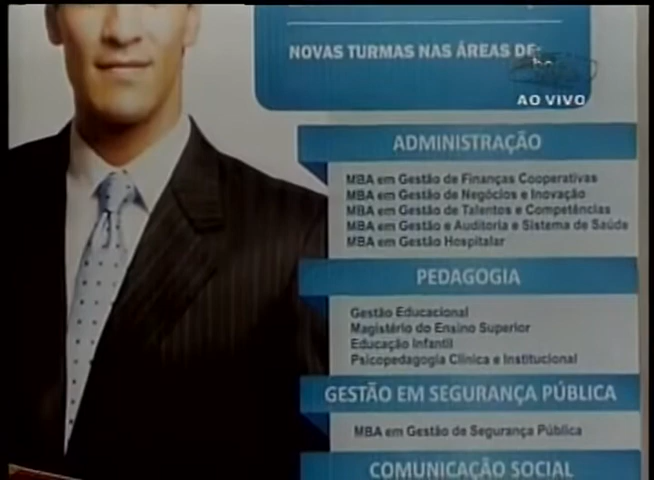 NOVAS TURMAS NAS ÁREAS DE:
AO VIVO
ADMINISTRAÇÃO
MBA em Gestão de Finanças Cooperativas
MBA em Gestão de Negócios e Inovação
MBA em Gestão de Talentos e Competências
MBA em Gestão e Auditoria e Sistema de Saúde
MBA em Gestão Hospitalar
PEDAGOGIA
Gestão Educacional
Magistério do Ensino Superior
Educação Infantil
Psicopedagogia Clínica e Institucional
GESTÃO EM SEGURANÇA PÚBLICA
MBA em Gestão de Segurança Pública
COMUNICAÇÃO SOCIAL